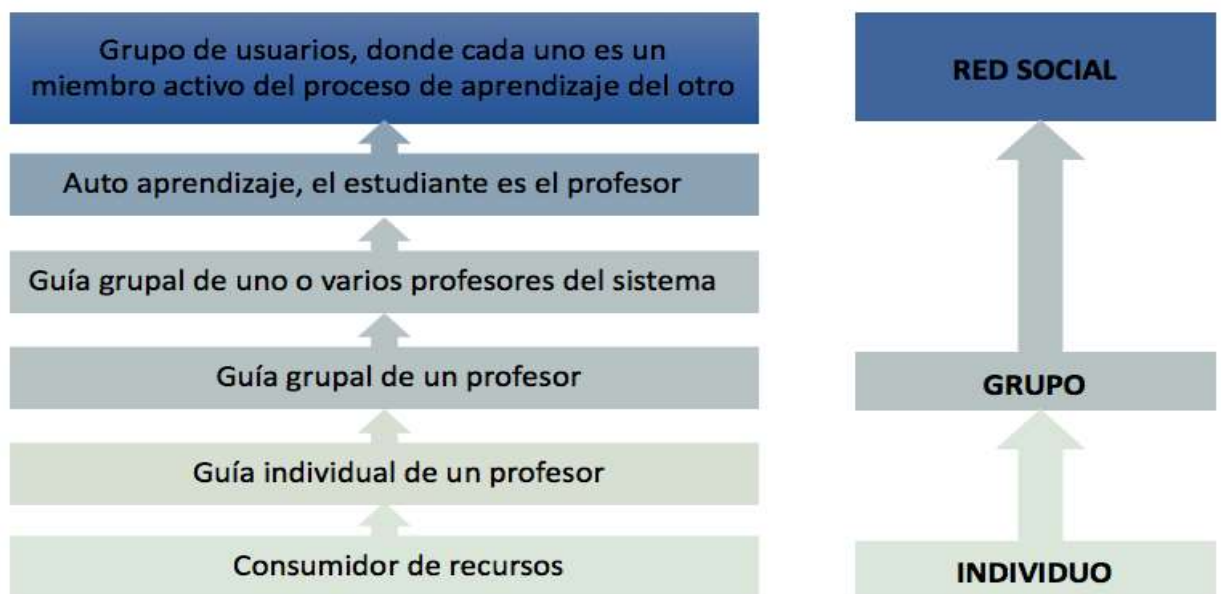 Grupo de usuarios, donde cada uno es un
miembro activo del proceso de aprendizaje del otro
Auto aprendizaje, el estudiante es el profesor
Guía grupal de uno o varios profesores del sistema
Guía grupal de un profesor
Guía individual de un profesor
Consumidor de recursos
RED SOCIAL
GRUPO
INDIVIDUO